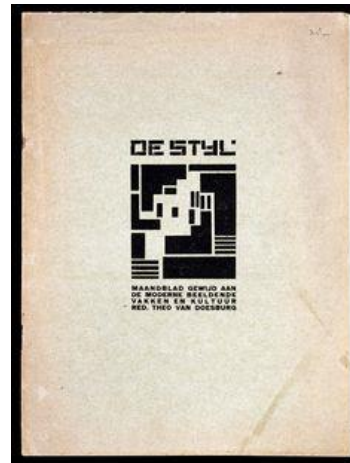 DE STYL
MAANDBLAD GEWIJD AAN
DE MODERNE BEELDENDE
VAKKEN EN KULTUUR
RED. THEO VAN DOESBURG